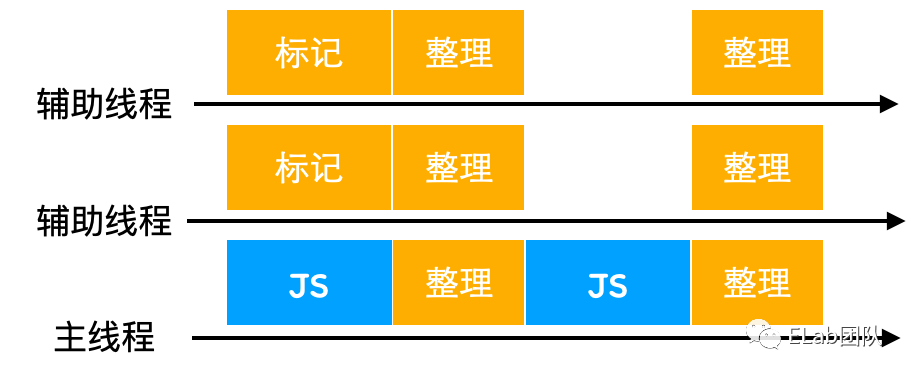 标记 整理 整理
辅助线程
标记 整理 整理
辅助线程
JS 整理 JS 整理
主线程
ELab团队